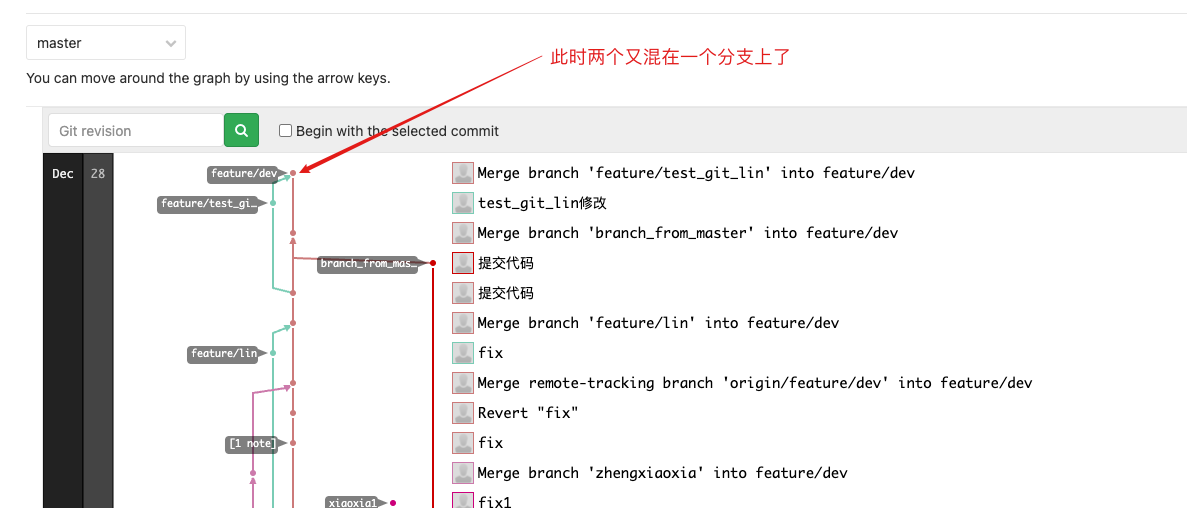 master
此时两个又混在一个分支上了
You can move around the graph by using the arrow keys.
Git revision
Begin with the selected commit
Dec 28
feature/dev Merge branch 'feature/test_git_lin' into feature/dev
feature/test_gi… test_git_lin修改
Merge branch 'branch_from_master' into feature/dev
branch_from_mas… 提交代码
提交代码
Merge branch 'feature/lin' into feature/dev
feature/lin fix
Merge remote-tracking branch 'origin/feature/dev' into feature/dev
Revert "fix"
[1 note] fix
Merge branch 'zhengxiaoxia' into feature/dev
xiaoxia1 fix1